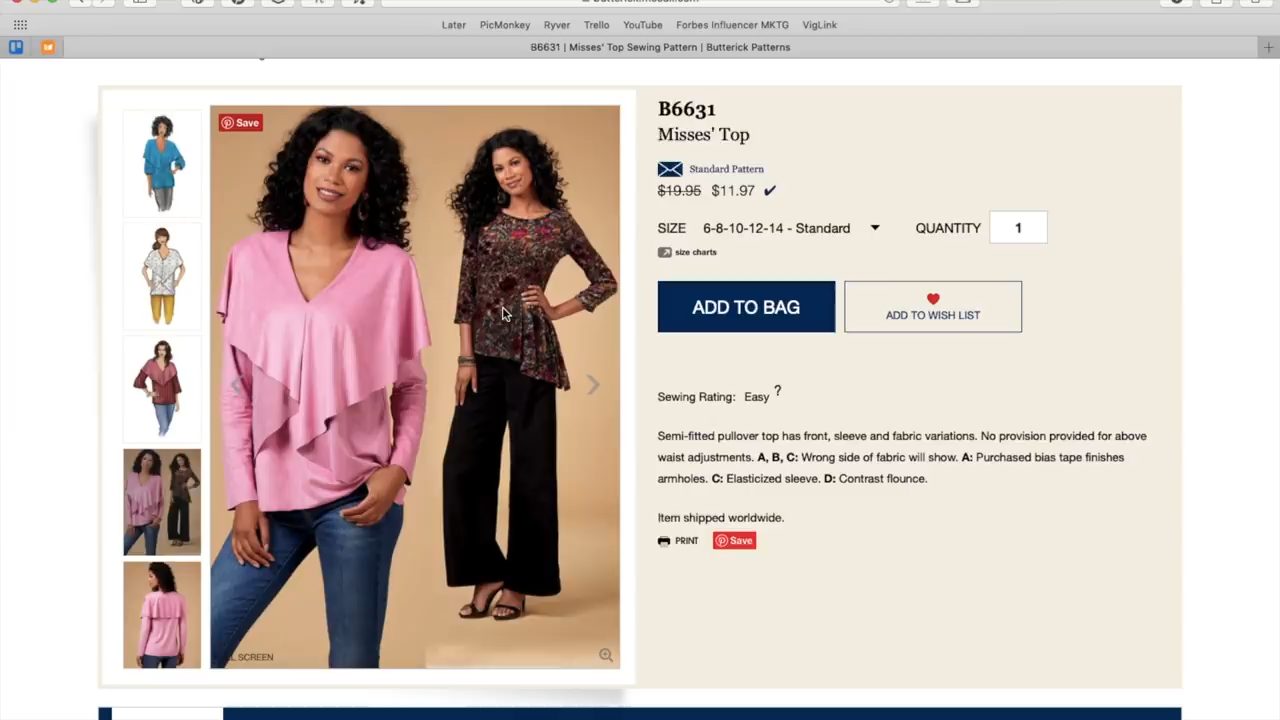 Later PicMonkey Ryver Trello YouTube Forbes Influencer MKTG VigLink
B6631 | Misses' Top Sewing Pattern | Butterick Patterns
Save
B6631
Misses' Top
Standard Pattern
$19.95 $11.97 ✔
SIZE 6-8-10-12-14 - Standard QUANTITY 1
size charts
ADD TO BAG
ADD TO WISH LIST
Sewing Rating: Easy ?
Semi-fitted pullover top has front, sleeve and fabric variations. No provision provided for above
waist adjustments. A, B, C: Wrong side of fabric will show. A: Purchased bias tape finishes
armholes. C: Elasticized sleeve. D: Contrast flounce.
Item shipped worldwide.
PRINT Save
SCREEN